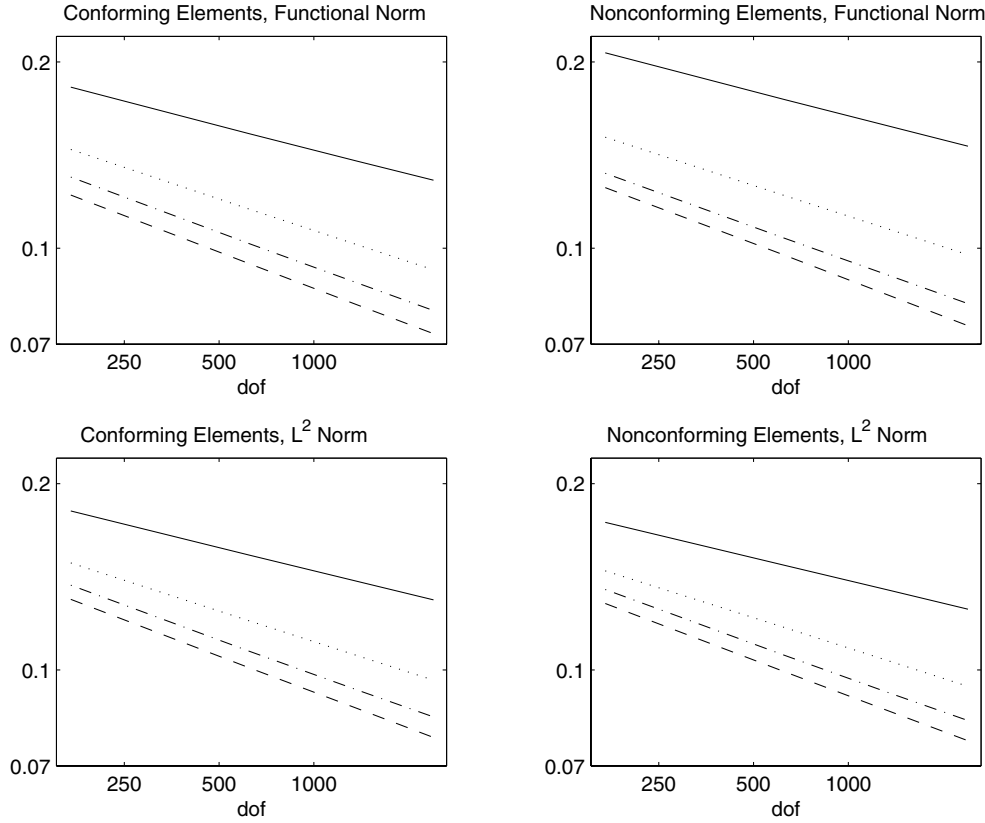 Conforming Elements, Functional Norm
0.2
0.1
0.07
250 500 1000
dof
Nonconforming Elements, Functional Norm
0.2
0.1
0.07
250 500 1000
dof
Conforming Elements, L² Norm
0.2
0.1
0.07
250 500 1000
dof
Nonconforming Elements, L² Norm
0.2
0.1
0.07
250 500 1000
dof